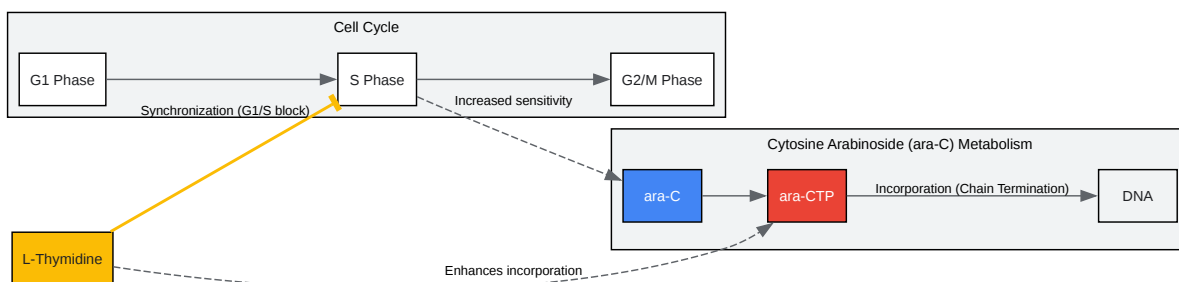 Cell Cycle
G1 Phase
S Phase
G2/M Phase
Synchronization (G1/S block)
Increased sensitivity
Cytosine Arabinoside (ara-C) Metabolism
ara-C
ara-CTP
Incorporation (Chain Termination)
DNA
L-Thymidine
Enhances incorporation